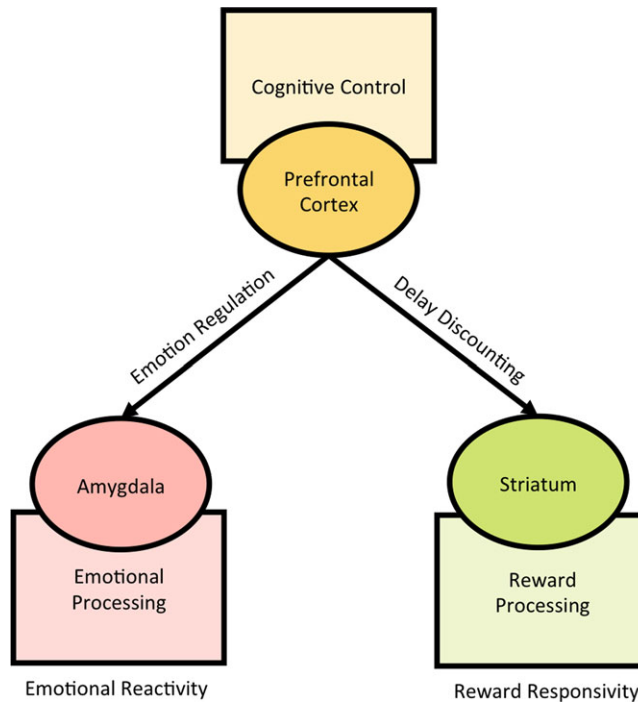 Cognitive Control
Prefrontal
Cortex
Emotion Regulation
Delay Discounting
Amygdala
Striatum
Emotional
Processing
Reward
Processing
Emotional Reactivity
Reward Responsivity